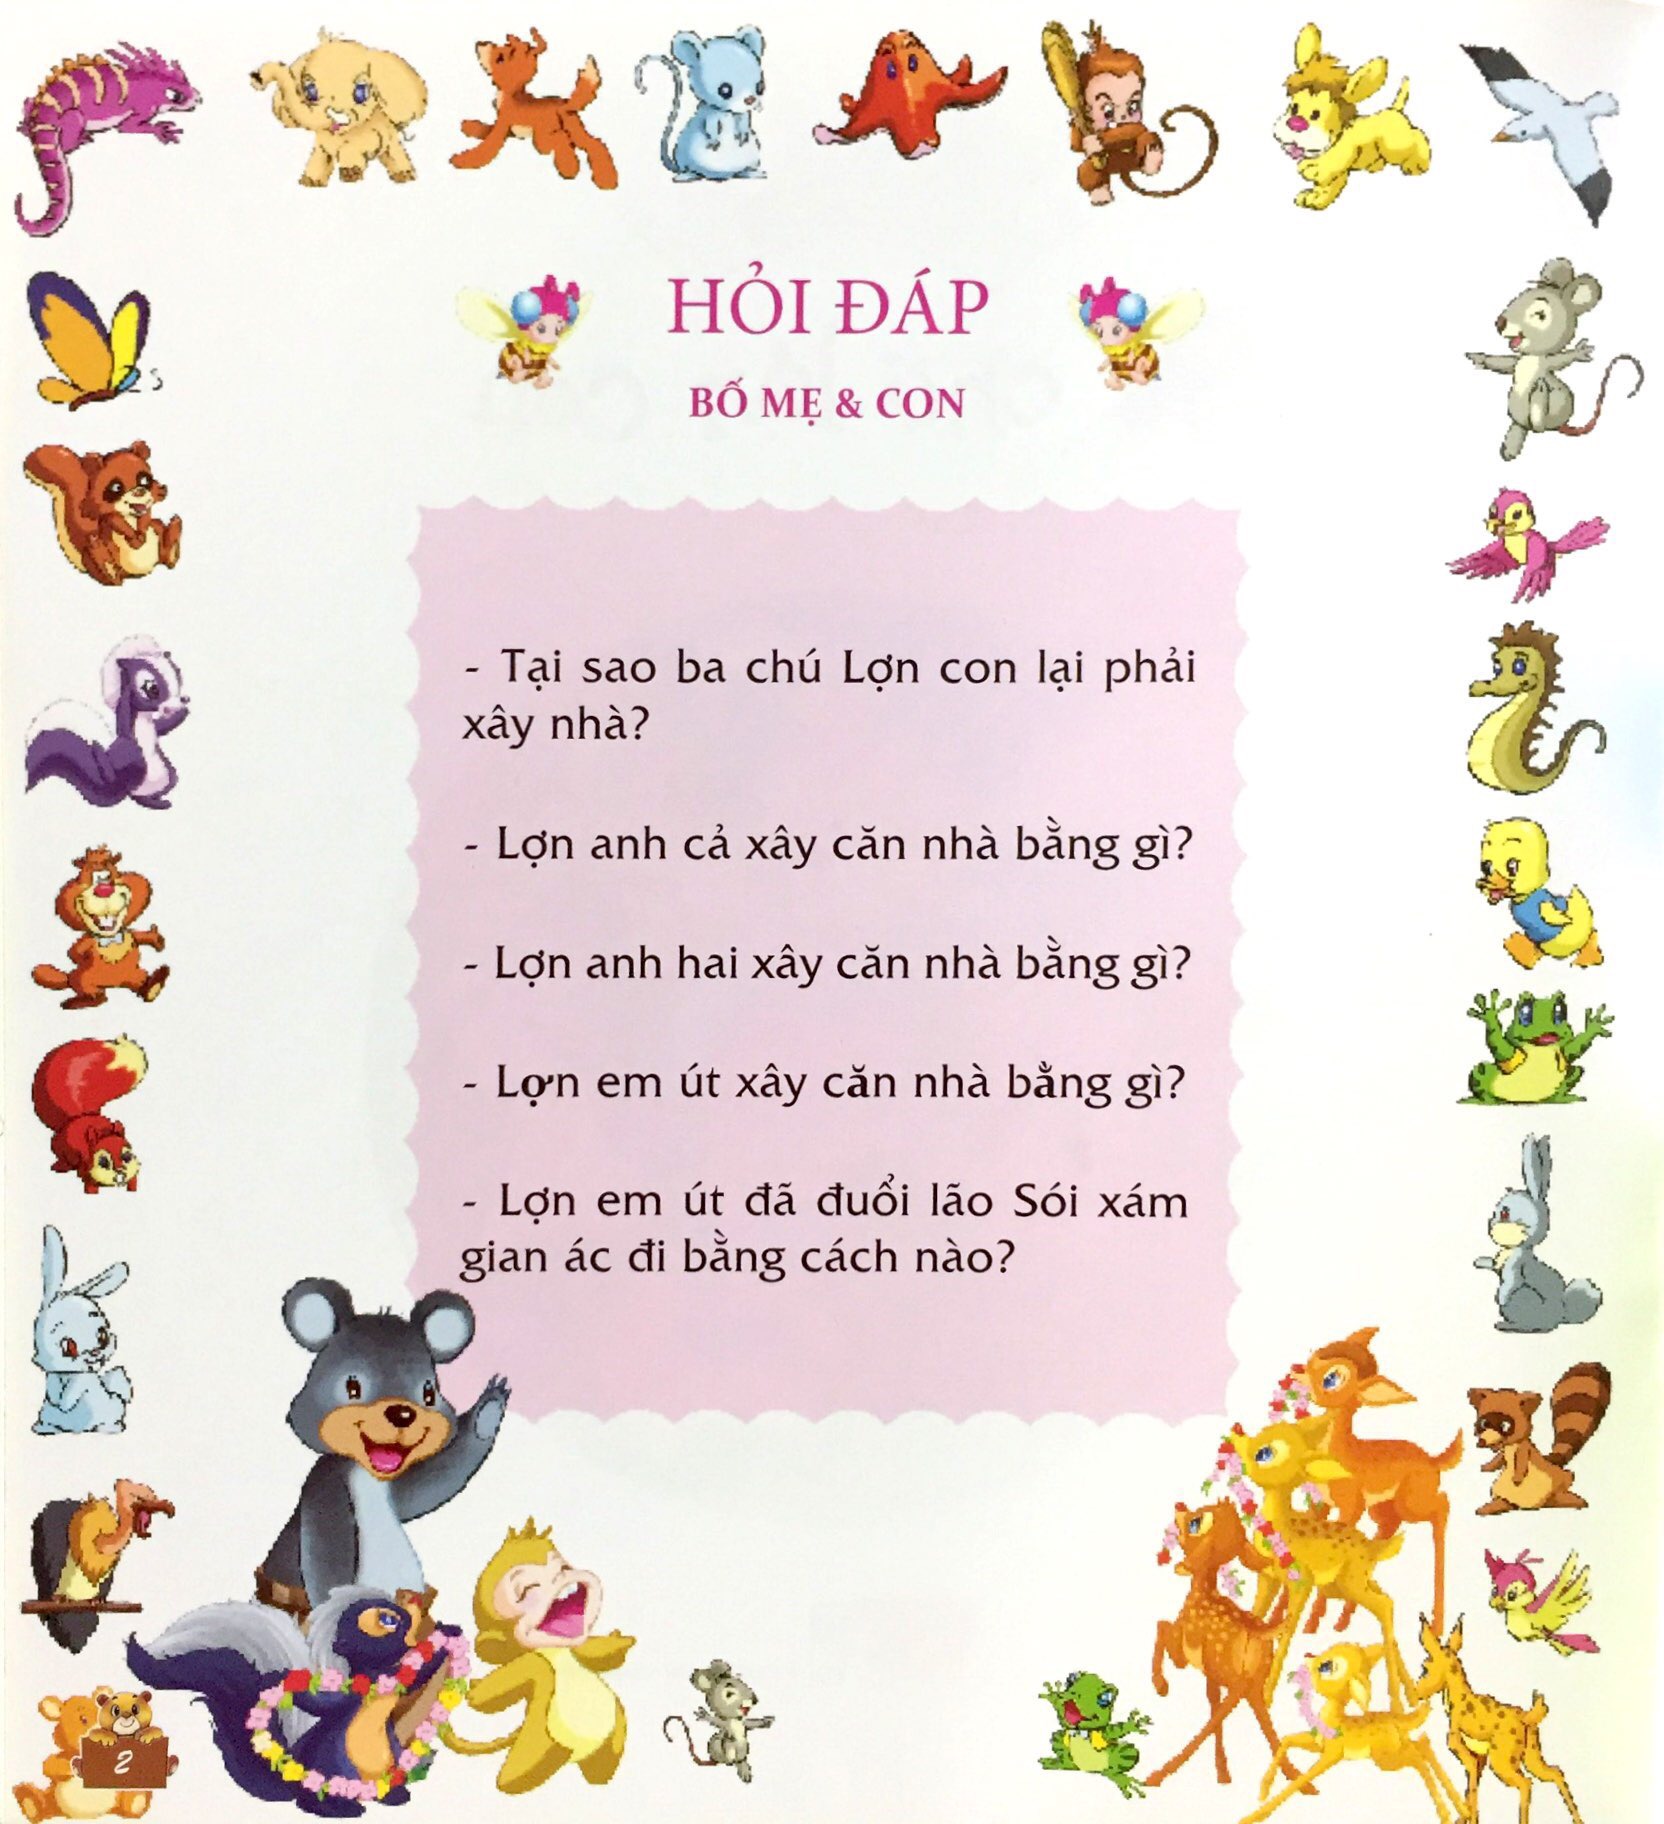 HỎI ĐÁP
BỐ MẸ & CON
- Tại sao ba chú Lợn con lại phải
xây nhà?
- Lợn anh cả xây căn nhà bằng gì?
- Lợn anh hai xây căn nhà bằng gì?
- Lợn em út xây căn nhà bằng gì?
- Lợn em út đã đuổi lão Sói xám
gian ác đi bằng cách nào?
2